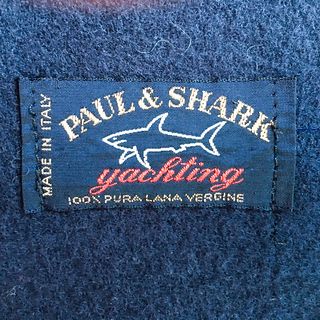 MADE IN ITALY
PAUL & SHARK
yachting
100% PURA LANA VERGINE